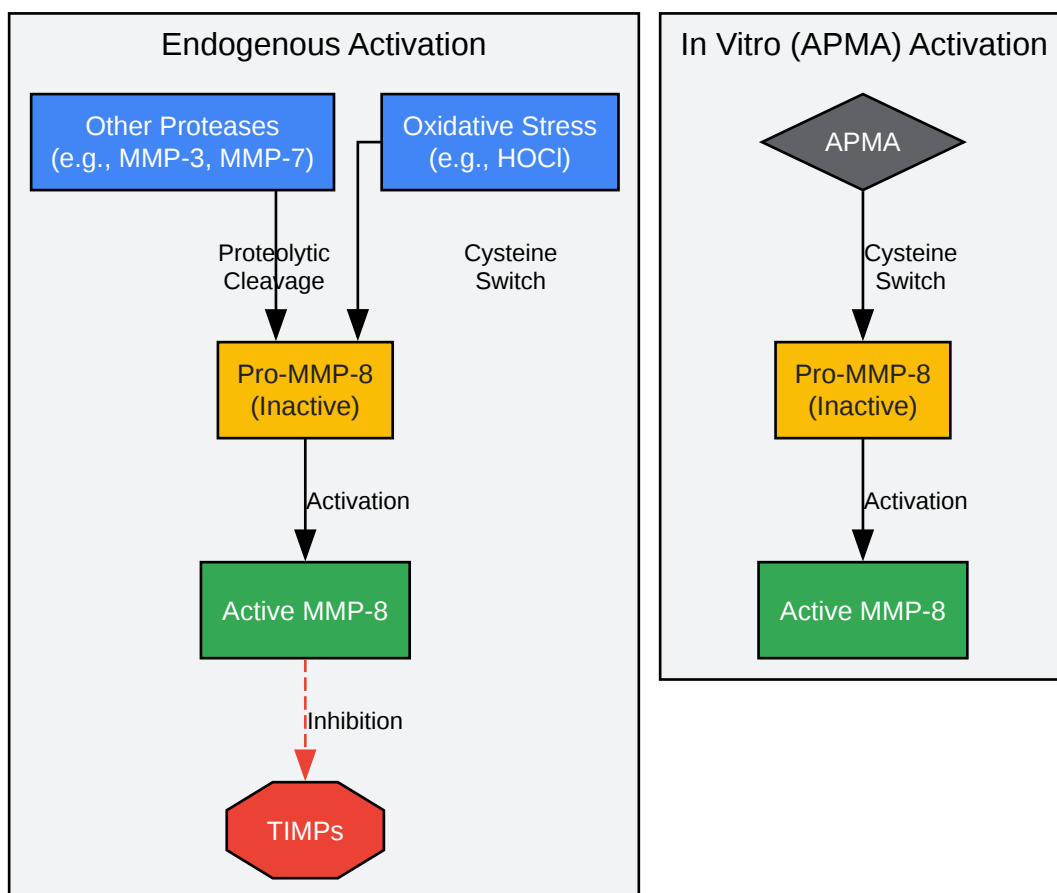 Endogenous Activation
Other Proteases
(e.g., MMP-3, MMP-7)
Oxidative Stress
(e.g., HOCl)
Proteolytic
Cleavage
Cysteine
Switch
Pro-MMP-8
(Inactive)
Activation
Active MMP-8
Inhibition
TIMPs
In Vitro (APMA) Activation
APMA
Cysteine
Switch
Pro-MMP-8
(Inactive)
Activation
Active MMP-8